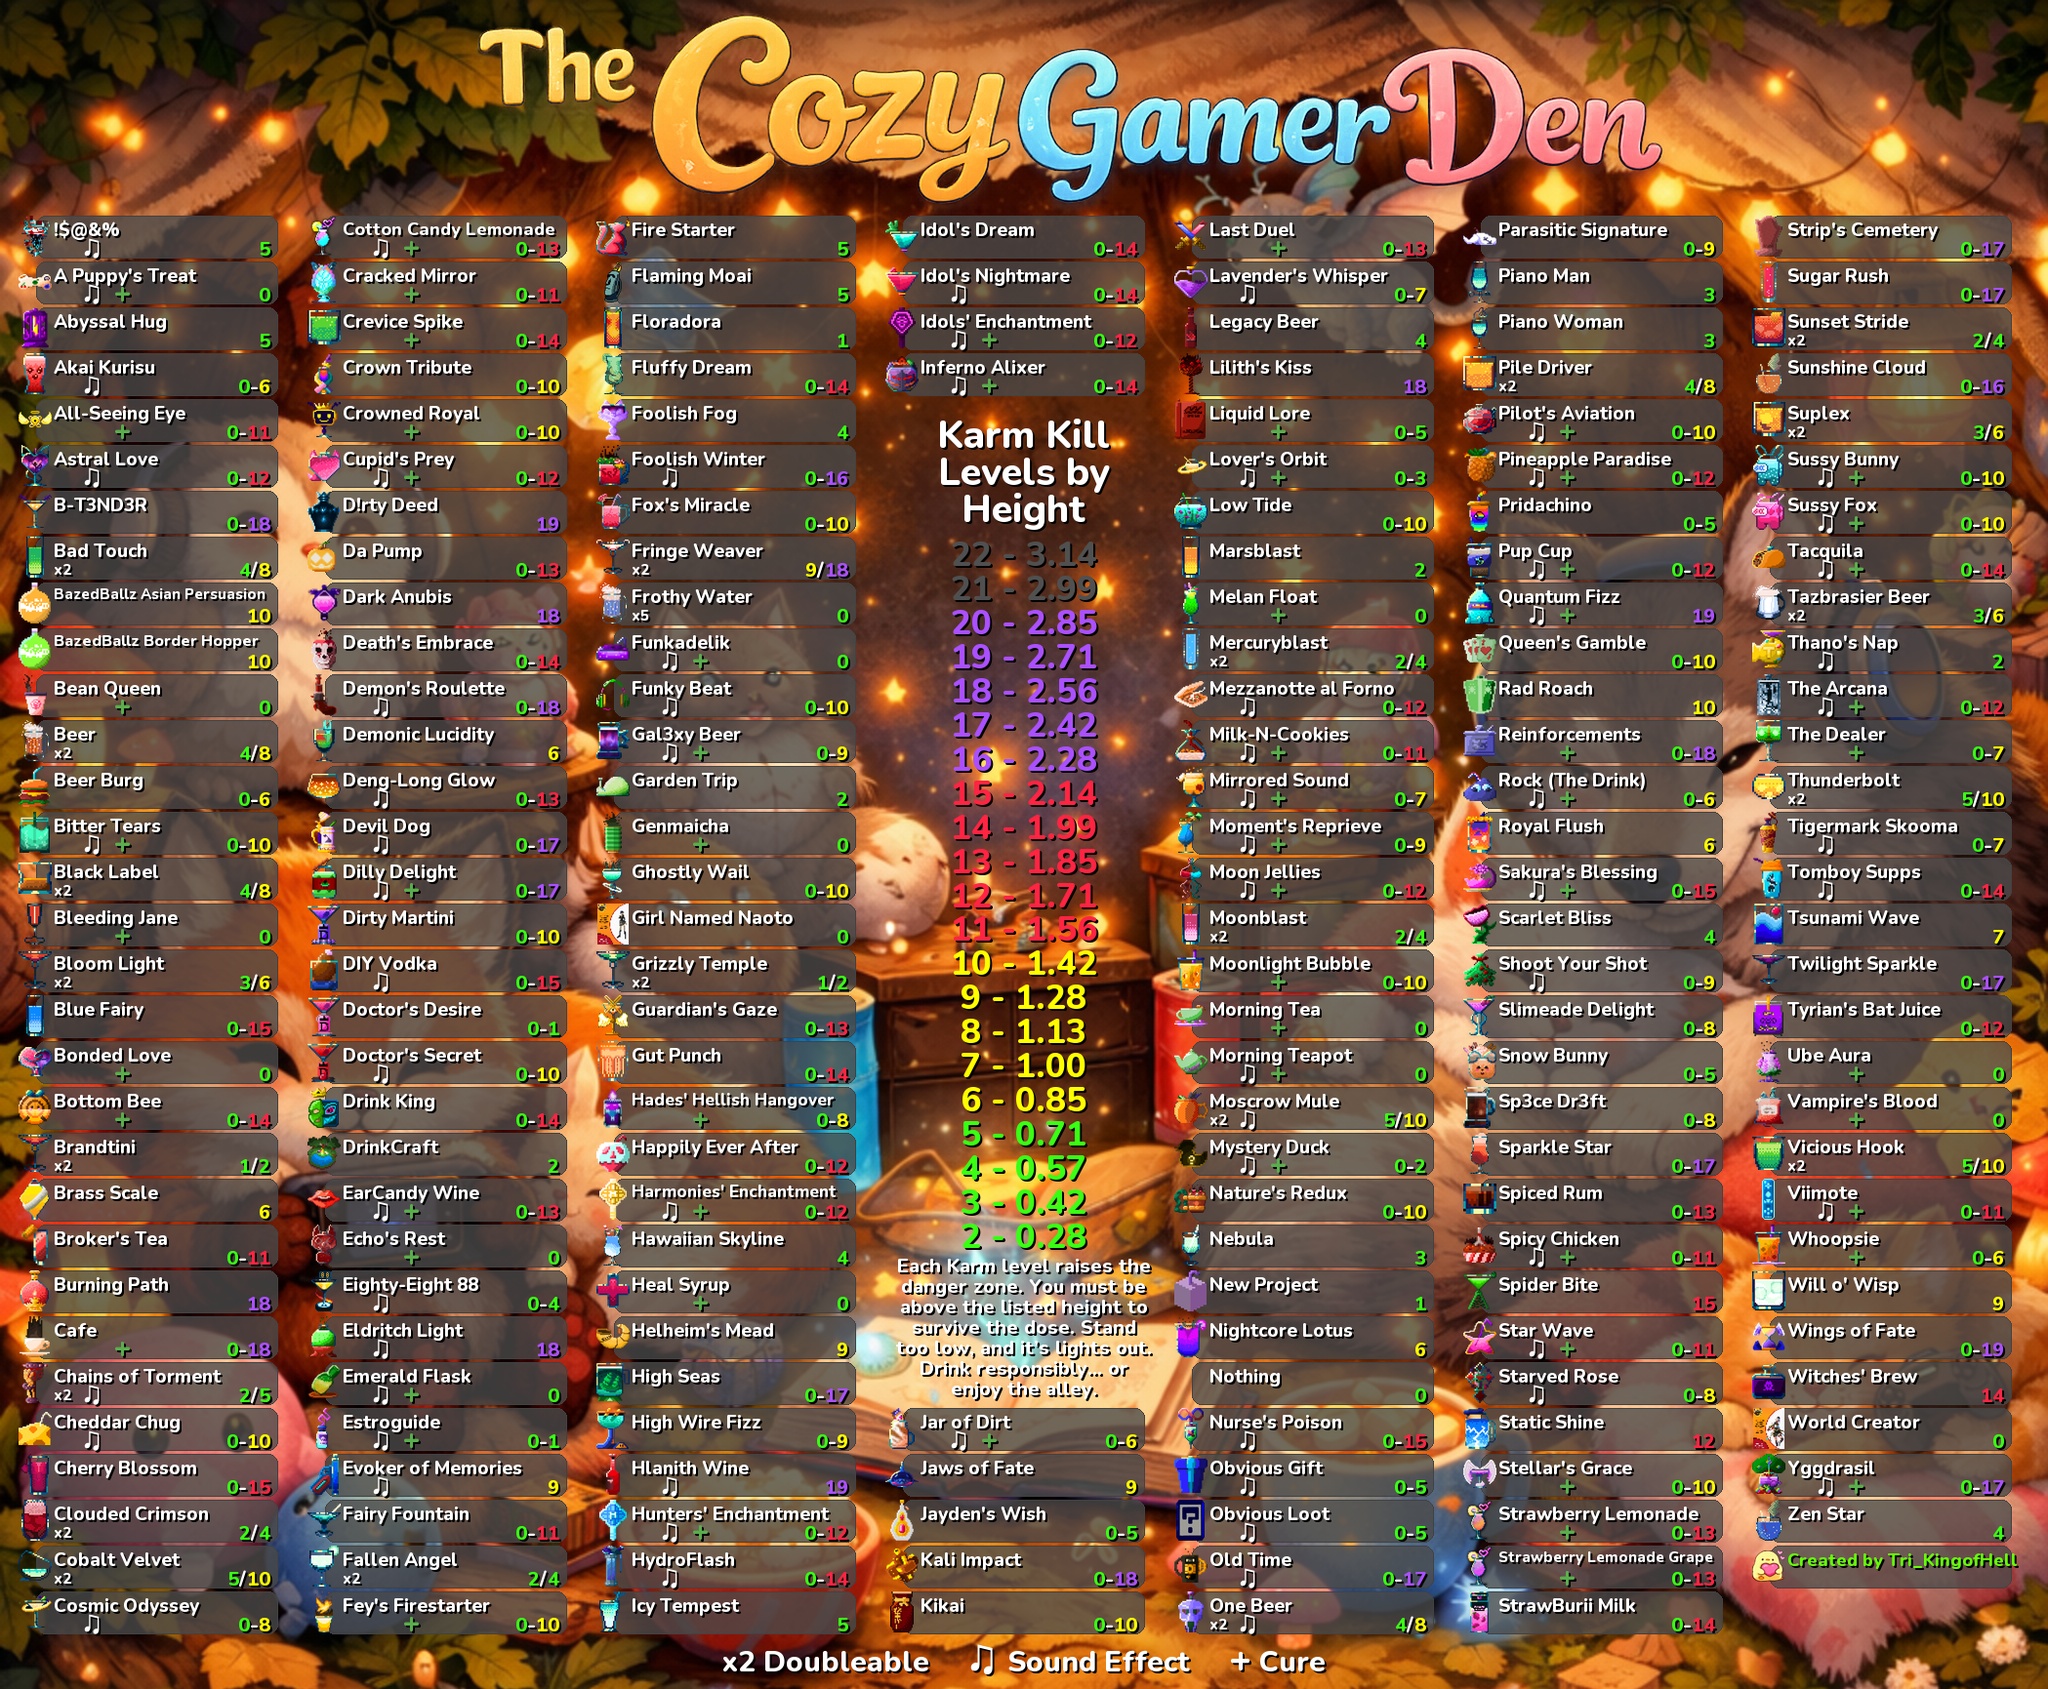 The Cozy Gamer Den
!$@&%
♫ 5
A Puppy's Treat
♫ + 0
Abyssal Hug
5
Akai Kurisu
♫ 0-6
All-Seeing Eye
+ 0-11
Astral Love
♫ 0-12
B-T3ND3R
0-18
Bad Touch
x2 4/8
BazedBallz Asian Persuasion
10
BazedBallz Border Hopper
10
Bean Queen
+ 0
Beer
x2 4/8
Beer Burg
0-6
Bitter Tears
♫ + 0-10
Black Label
x2 4/8
Bleeding Jane
+ 0
Bloom Light
x2 3/6
Blue Fairy
0-15
Bonded Love
+ 0
Bottom Bee
+ 0-14
Brandtini
x2 1/2
Brass Scale
6
Broker's Tea
0-11
Burning Path
18
Cafe
+ 0-18
Chains of Torment
x2 ♫ 2/5
Cheddar Chug
♫ 0-10
Cherry Blossom
0-15
Clouded Crimson
x2 2/4
Cobalt Velvet
x2 5/10
Cosmic Odyssey
♫ 0-8
Cotton Candy Lemonade
♫ + 0-13
Cracked Mirror
+ 0-11
Crevice Spike
+ 0-14
Crown Tribute
0-10
Crowned Royal
+ 0-10
Cupid's Prey
♫ + 0-12
D!rty Deed
19
Da Pump
0-13
Dark Anubis
18
Death's Embrace
0-14
Demon's Roulette
♫ 0-18
Demonic Lucidity
6
Deng-Long Glow
♫ 0-13
Devil Dog
♫ 0-17
Dilly Delight
♫ + 0-17
Dirty Martini
0-10
DIY Vodka
♫ 0-15
Doctor's Desire
0-1
Doctor's Secret
♫ 0-10
Drink King
0-14
DrinkCraft
2
EarCandy Wine
♫ + 0-13
Echo's Rest
+ 0
Eighty-Eight 88
♫ 0-4
Eldritch Light
♫ 18
Emerald Flask
♫ + 0
Estroguide
♫ + 0-1
Evoker of Memories
♫ 9
Fairy Fountain
0-11
Fallen Angel
x2 2/4
Fey's Firestarter
+ 0-10
Fire Starter
5
Flaming Moai
5
Floradora
1
Fluffy Dream
0-14
Foolish Fog
4
Foolish Winter
♫ 0-16
Fox's Miracle
0-10
Fringe Weaver
x2 9/18
Frothy Water
x5 0
Funkadelik
♫ + 0
Funky Beat
♫ 0-10
Gal3xy Beer
♫ + 0-9
Garden Trip
2
Genmaicha
+ 0
Ghostly Wail
0-10
Girl Named Naoto
0
Grizzly Temple
x2 1/2
Guardian's Gaze
0-13
Gut Punch
0-14
Hades' Hellish Hangover
+ 0-8
Happily Ever After
0-12
Harmonies' Enchantment
♫ + 0-12
Hawaiian Skyline
4
Heal Syrup
+ 0
Helheim's Mead
9
High Seas
0-17
High Wire Fizz
0-9
Hlanith Wine
♫ 19
Hunters' Enchantment
♫ + 0-12
HydroFlash
♫ 0-14
Icy Tempest
5
Idol's Dream
0-14
Idol's Nightmare
♫ 0-14
Idols' Enchantment
♫ + 0-12
Inferno Alixer
♫ + 0-14
Karm Kill
Levels by
Height
22 - 3.14
21 - 2.99
20 - 2.85
19 - 2.71
18 - 2.56
17 - 2.42
16 - 2.28
15 - 2.14
14 - 1.99
13 - 1.85
12 - 1.71
11 - 1.56
10 - 1.42
9 - 1.28
8 - 1.13
7 - 1.00
6 - 0.85
5 - 0.71
4 - 0.57
3 - 0.42
2 - 0.28
Each Karm level raises the
danger zone. You must be
above the listed height to
survive the dose. Stand
too low, and it's lights out.
Drink responsibly... or
enjoy the alley.
Jar of Dirt
♫ + 0-6
Jaws of Fate
9
Jayden's Wish
0-5
Kali Impact
0-18
Kikai
0-10
Last Duel
+ 0-13
Lavender's Whisper
♫ 0-7
Legacy Beer
4
Lilith's Kiss
18
Liquid Lore
+ 0-5
Lover's Orbit
♫ + 0-3
Low Tide
0-10
Marsblast
2
Melan Float
+ 0
Mercuryblast
x2 2/4
Mezzanotte al Forno
♫ 0-12
Milk-N-Cookies
♫ + 0-11
Mirrored Sound
♫ + 0-7
Moment's Reprieve
♫ + 0-9
Moon Jellies
♫ + 0-12
Moonblast
x2 2/4
Moonlight Bubble
+ 0-10
Morning Tea
+ 0
Morning Teapot
♫ + 0
Moscrow Mule
x2 ♫ 5/10
Mystery Duck
♫ + 0-2
Nature's Redux
0-10
Nebula
3
New Project
1
Nightcore Lotus
6
Nothing
0
Nurse's Poison
♫ 0-15
Obvious Gift
♫ 0-5
Obvious Loot
♫ 0-5
Old Time
♫ 0-17
One Beer
x2 ♫ 4/8
Parasitic Signature
0-9
Piano Man
3
Piano Woman
3
Pile Driver
x2 4/8
Pilot's Aviation
♫ + 0-10
Pineapple Paradise
♫ + 0-12
Pridachino
0-5
Pup Cup
♫ + 0-12
Quantum Fizz
♫ + 19
Queen's Gamble
0-10
Rad Roach
10
Reinforcements
+ 0-18
Rock (The Drink)
♫ + 0-6
Royal Flush
6
Sakura's Blessing
♫ + 0-15
Scarlet Bliss
4
Shoot Your Shot
♫ 0-9
Slimeade Delight
0-8
Snow Bunny
0-5
Sp3ce Dr3ft
0-8
Sparkle Star
0-17
Spiced Rum
0-13
Spicy Chicken
♫ + 0-11
Spider Bite
15
Star Wave
♫ + 0-11
Starved Rose
♫ 0-8
Static Shine
12
Stellar's Grace
+ 0-10
Strawberry Lemonade
+ 0-13
Strawberry Lemonade Grape
+ 0-13
StrawBurii Milk
0-14
Strip's Cemetery
0-17
Sugar Rush
0-17
Sunset Stride
x2 2/4
Sunshine Cloud
0-16
Suplex
x2 3/6
Sussy Bunny
♫ + 0-10
Sussy Fox
♫ + 0-10
Tacquila
♫ + 0-14
Tazbrasier Beer
x2 3/6
Thano's Nap
♫ 2
The Arcana
♫ + 0-12
The Dealer
+ 0-7
Thunderbolt
x2 5/10
Tigermark Skooma
♫ 0-7
Tomboy Supps
♫ 0-14
Tsunami Wave
7
Twilight Sparkle
0-17
Tyrian's Bat Juice
0-12
Ube Aura
+ 0
Vampire's Blood
+ 0
Vicious Hook
x2 5/10
Viimote
♫ + 0-11
Whoopsie
+ 0-6
Will o' Wisp
9
Wings of Fate
0-19
Witches' Brew
14
World Creator
0
Yggdrasil
♫ + 0-17
Zen Star
4
Created by Tri_KingofHell
x2 Doubleable ♫ Sound Effect + Cure